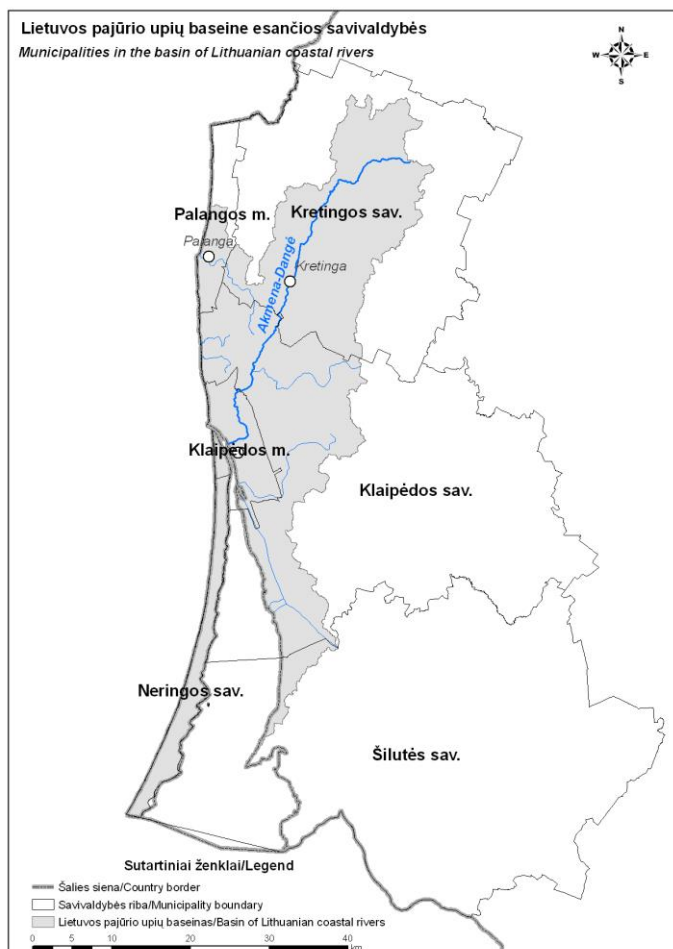 Lietuvos pajūrio upių baseine esančios savivaldybės
Municipalities in the basin of Lithuanian coastal rivers
N
W E
S
Palangos m.
Kretingos sav.
Palanga
Kretinga
Akmena-Dangė
Klaipėdos m.
Klaipėdos sav.
Neringos sav.
Šilutės sav.
Sutartiniai ženklai/Legend
Šalies siena/Country border
Savivaldybės riba/Municipality boundary
Lietuvos pajūrio upių baseinas/Basin of Lithuanian coastal rivers
0 5 10 20 30 40
km